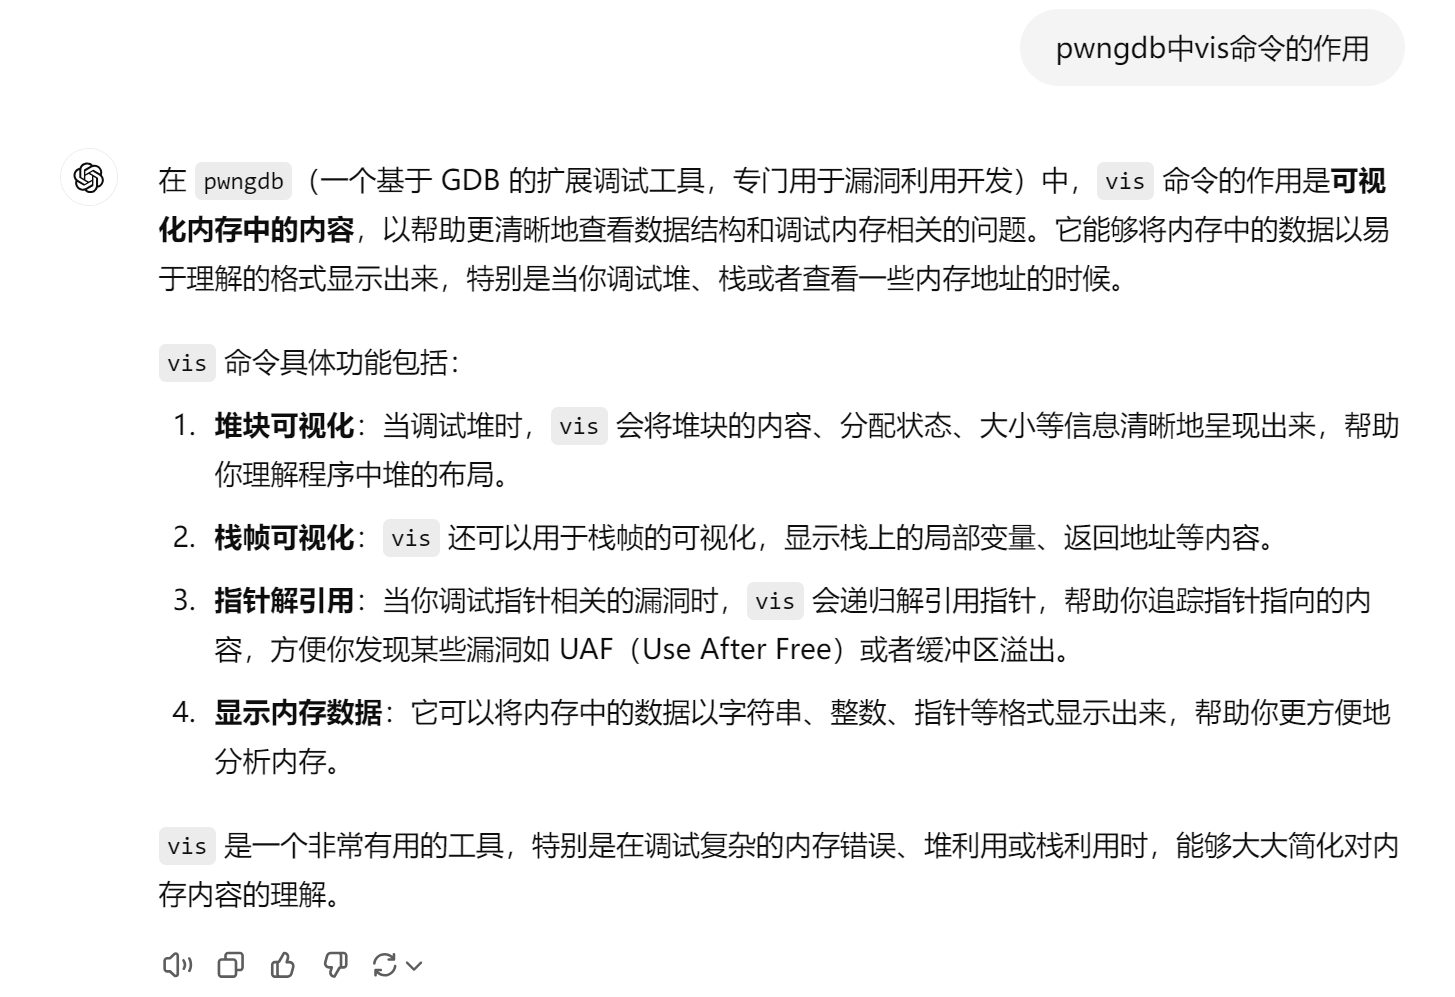 pwngdb中vis命令的作用
在 pwngdb（一个基于 GDB 的扩展调试工具，专门用于漏洞利用开发）中，vis 命令的作用是可视
化内存中的内容，以帮助更清晰地查看数据结构和调试内存相关的问题。它能够将内存中的数据以易
于理解的格式显示出来，特别是当你调试堆、栈或者查看一些内存地址的时候。
vis 命令具体功能包括：
1. 堆块可视化：当调试堆时，vis 会将堆块的内容、分配状态、大小等信息清晰地呈现出来，帮助
你理解程序中堆的布局。
2. 栈帧可视化：vis 还可以用于栈帧的可视化，显示栈上的局部变量、返回地址等内容。
3. 指针解引用：当你调试指针相关的漏洞时，vis 会递归解引用指针，帮助你追踪指针指向的内
容，方便你发现某些漏洞如 UAF（Use After Free）或者缓冲区溢出。
4. 显示内存数据：它可以将内存中的数据以字符串、整数、指针等格式显示出来，帮助你更方便地
分析内存。
vis 是一个非常有用的工具，特别是在调试复杂的内存错误、堆利用或栈利用时，能够大大简化对内
存内容的理解。